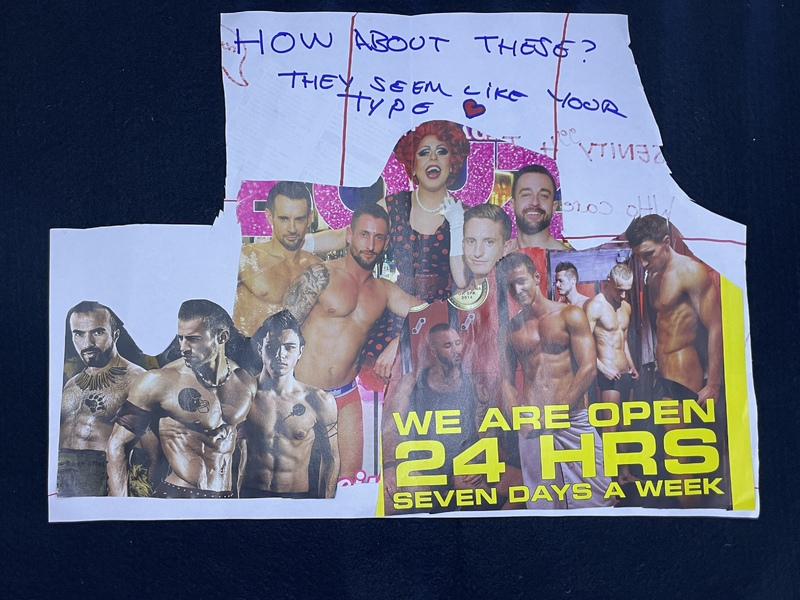 HOW ABOUT THESE?
THEY SEEM LIKE YOUR
TYPE
WE ARE OPEN
24 HRS
SEVEN DAYS A WEEK